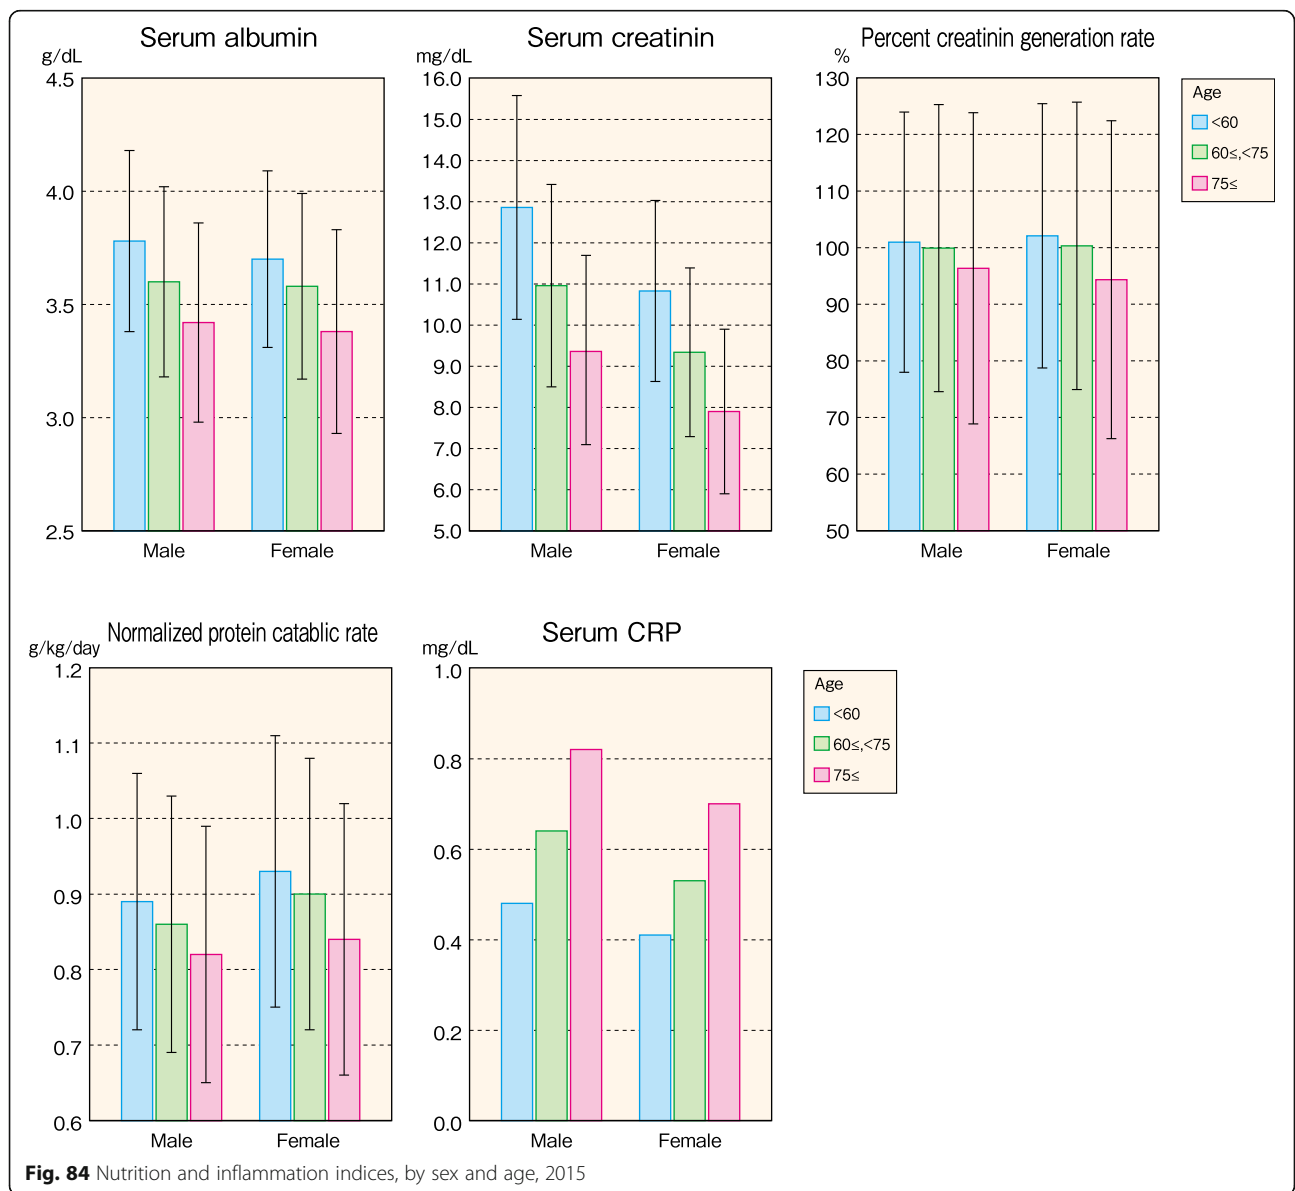 Serum albumin
g/dL
4.5
4.0
3.5
3.0
2.5
Male Female
Serum creatinin
mg/dL
16.0
15.0
14.0
13.0
12.0
11.0
10.0
9.0
8.0
7.0
6.0
5.0
Male Female
Percent creatinin generation rate
%
130
120
110
100
90
80
70
60
50
Male Female
Age
<60
60≤,<75
75≤
Normalized protein catablic rate
g/kg/day
1.2
1.1
1.0
0.9
0.8
0.7
0.6
Male Female
Serum CRP
mg/dL
1.0
0.8
0.6
0.4
0.2
0.0
Male Female
Age
<60
60≤,<75
75≤
Fig. 84 Nutrition and inflammation indices, by sex and age, 2015